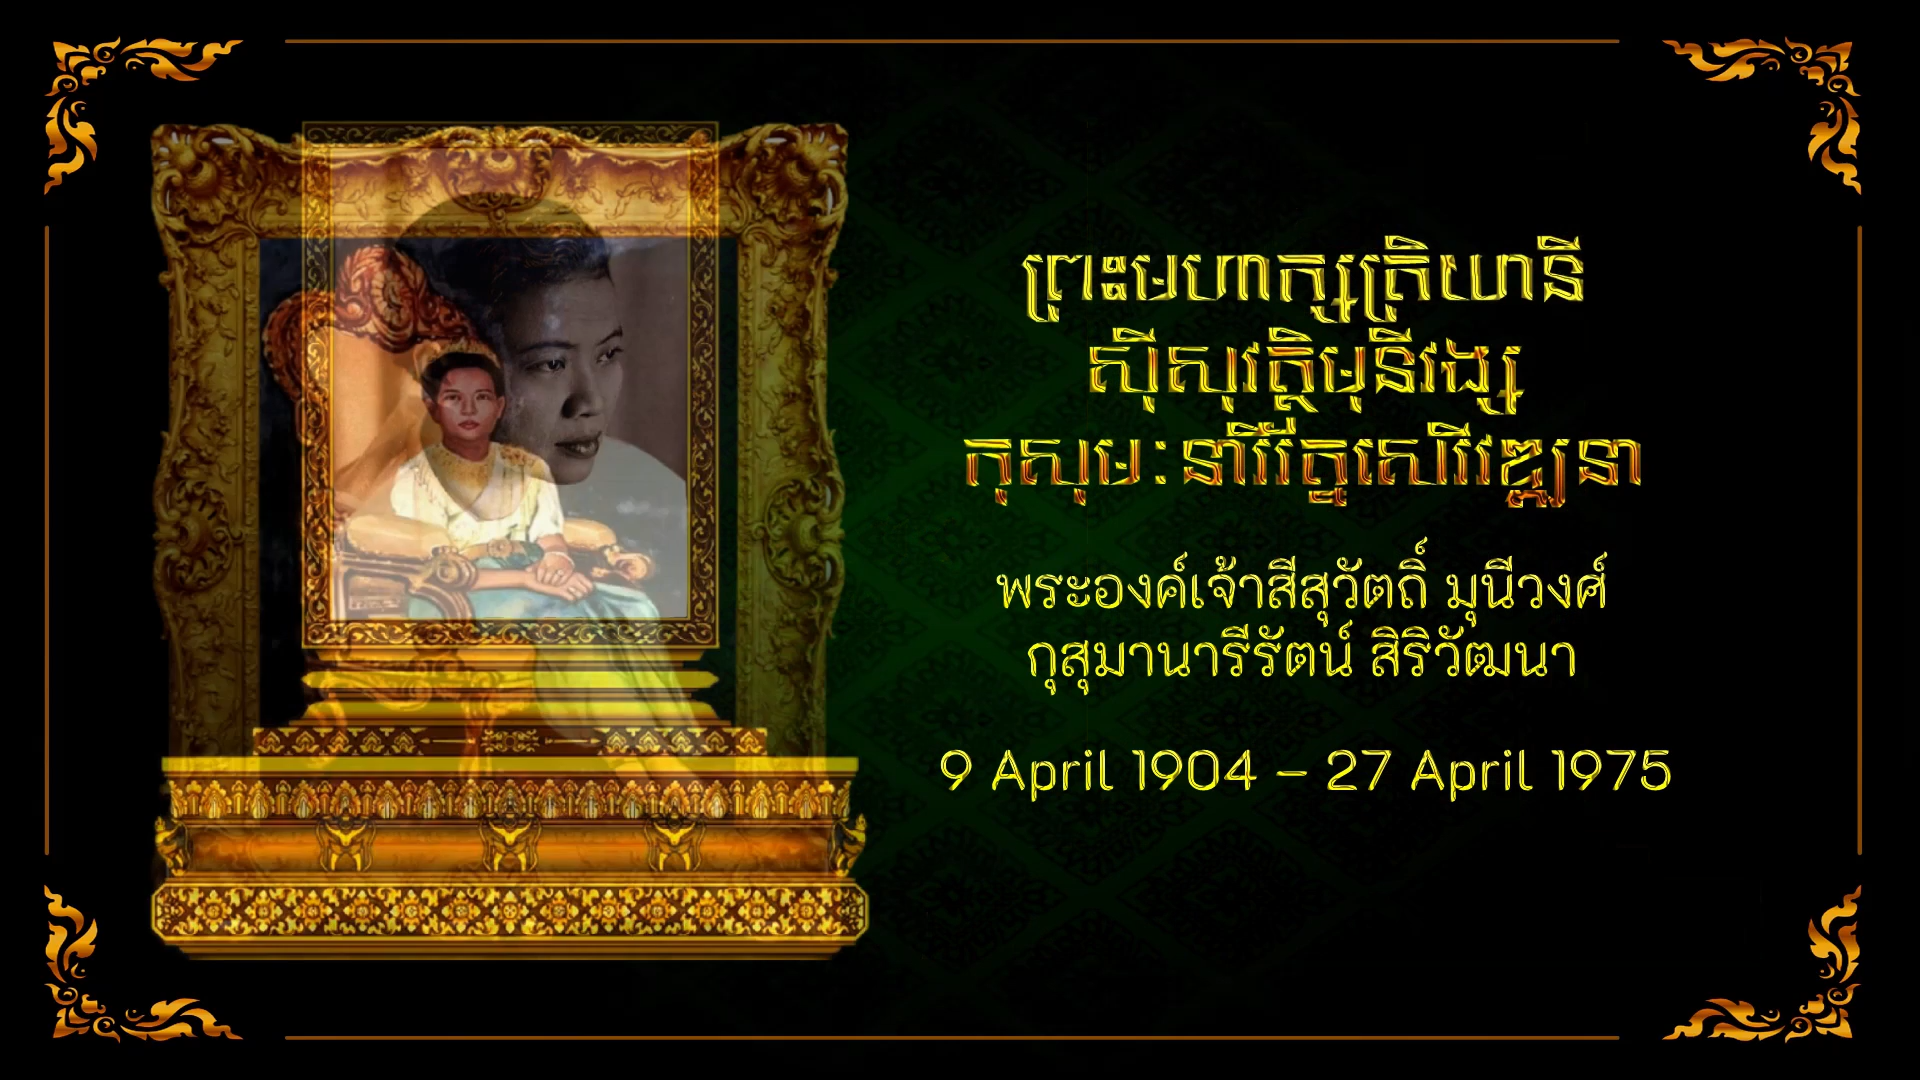 ព្រះមហាក្សត្រិយានី
ស៊ីសុវត្ថិមុនីវង្ស
កុសុមៈនារីរ័ត្នសេរីវឌ្ឍនា
พระองค์เจ้าสีสุวัตถิ์ มุนีวงศ์
กุสุมานารีรัตน์ สิริวัฒนา
9 April 1904 – 27 April 1975